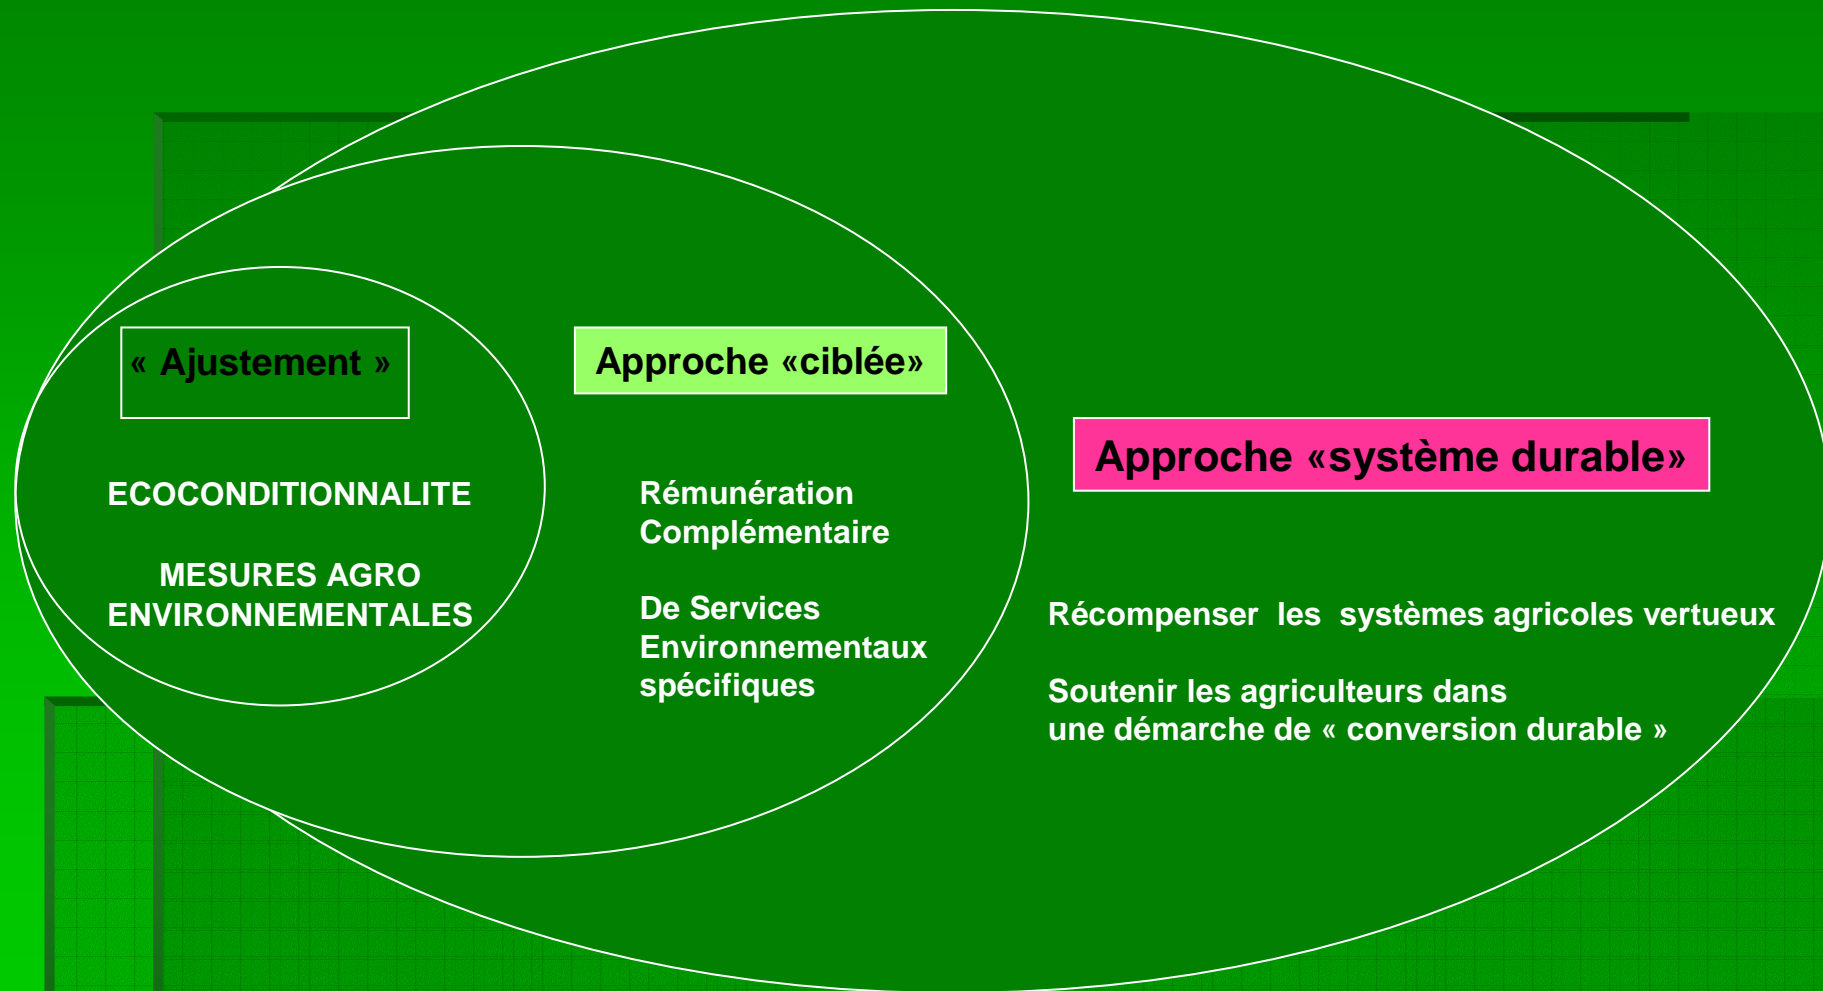 « Ajustement »
ECOCONDITIONNALITE
MESURES AGRO
ENVIRONNEMENTALES
Approche «ciblée»
Rémunération
Complémentaire
De Services
Environnementaux
spécifiques
Approche «système durable»
Récompenser les systèmes agricoles vertueux
Soutenir les agriculteurs dans
une démarche de « conversion durable »